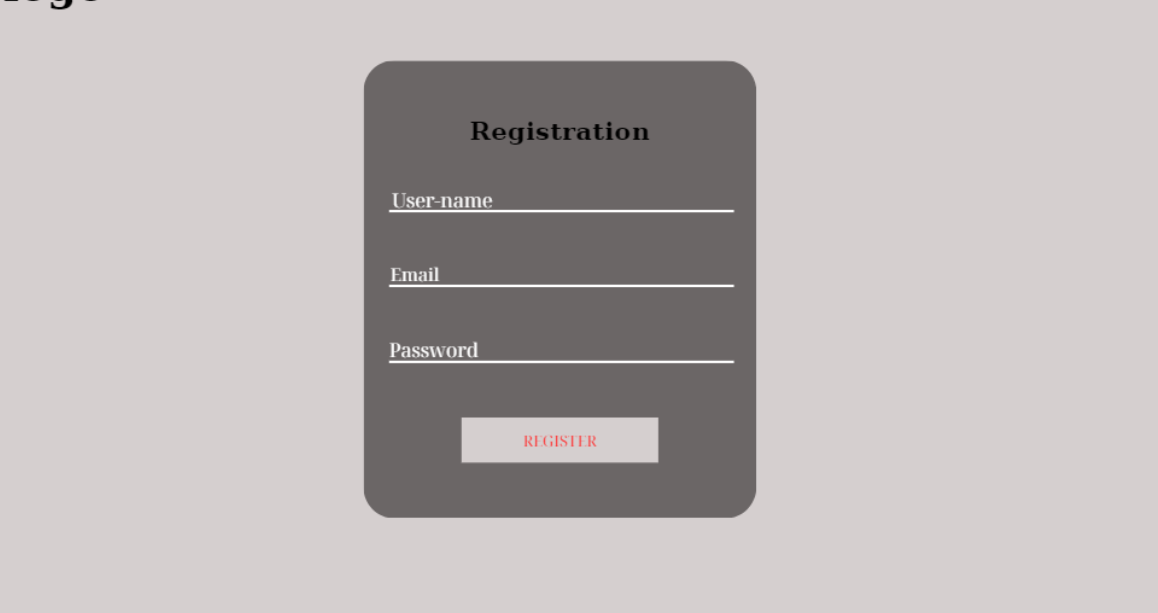 Registration
User-name
Email
Password
REGISTER